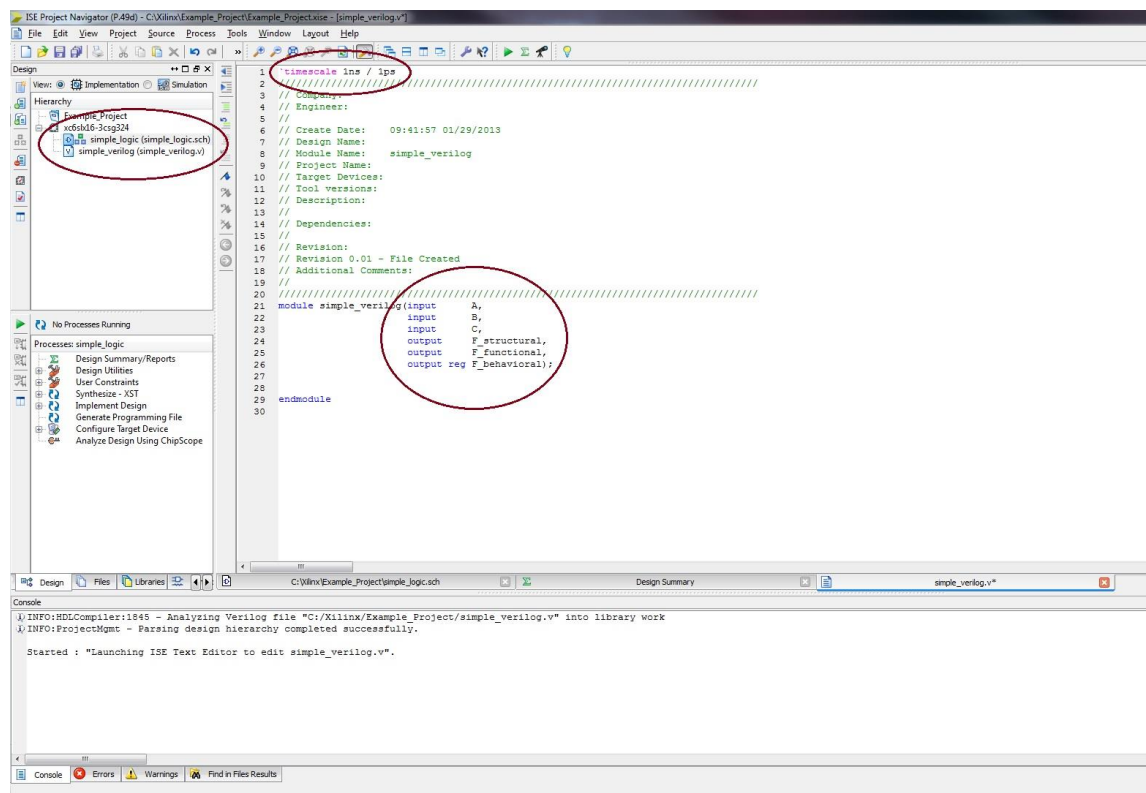 ISE Project Navigator (P.49d) - C:\Xilinx\Example_Project\Example_Project.xise - [simple_verilog.v*]
File Edit View Project Source Process Tools Window Layout Help
Design
View: Implementation Simulation
Hierarchy
Example_Project
xc6slx16-3csg324
simple_logic (simple_logic.sch)
simple_verilog (simple_verilog.v)
No Processes Running
Processes: simple_logic
Design Summary/Reports
Design Utilities
User Constraints
Synthesize - XST
Implement Design
Generate Programming File
Configure Target Device
Analyze Design Using ChipScope
Design Files Libraries
1 `timescale 1ns / 1ps
2 //////////////////////////////////////////////////////////////////////////////////
3 // Company:
4 // Engineer:
5 //
6 // Create Date:    09:41:57 01/29/2013
7 // Design Name:
8 // Module Name:    simple_verilog
9 // Project Name:
10 // Target Devices:
11 // Tool versions:
12 // Description:
13 //
14 // Dependencies:
15 //
16 // Revision:
17 // Revision 0.01 - File Created
18 // Additional Comments:
19 //
20 //////////////////////////////////////////////////////////////////////////////////
21 module simple_verilog(input      A,
22                       input      B,
23                       input      C,
24                       output     F_structural,
25                       output     F_functional,
26                       output reg F_behavioral);
27
28
29 endmodule
30
C:\Xilinx\Example_Project\simple_logic.sch Design Summary simple_verilog.v*
Console
INFO:HDLCompiler:1845 - Analyzing Verilog file "C:/Xilinx/Example_Project/simple_verilog.v" into library work
INFO:ProjectMgmt - Parsing design hierarchy completed successfully.
Started : "Launching ISE Text Editor to edit simple_verilog.v".
Console Errors Warnings Find in Files Results